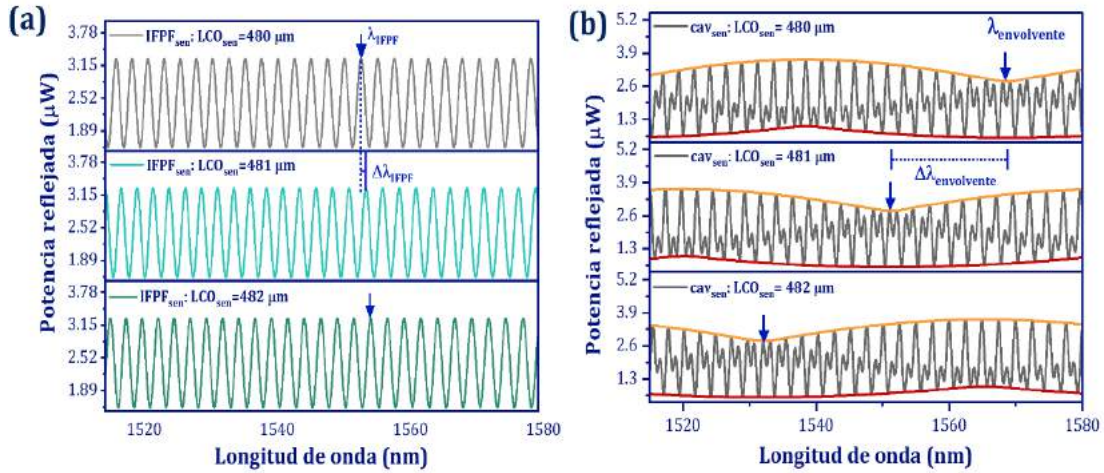 (a)
Potencia reflejada (μW)
3.78
3.15
2.52
1.89
IFPFsen: LCOsen=480 μm
λIFPF
3.78
3.15
2.52
1.89
IFPFsen: LCOsen=481 μm
ΔλIFPF
3.78
3.15
2.52
1.89
IFPFsen: LCOsen=482 μm
1520 1540 1560 1580
Longitud de onda (nm)
(b)
Potencia reflejada (μW)
5.2
3.9
2.6
1.3
cavsen: LCOsen= 480 μm
λenvolvente
5.2
3.9
2.6
1.3
cavsen: LCOsen= 481 μm
Δλenvolvente
5.2
3.9
2.6
1.3
cavsen: LCOsen= 482 μm
1520 1540 1560 1580
Longitud de onda (nm)